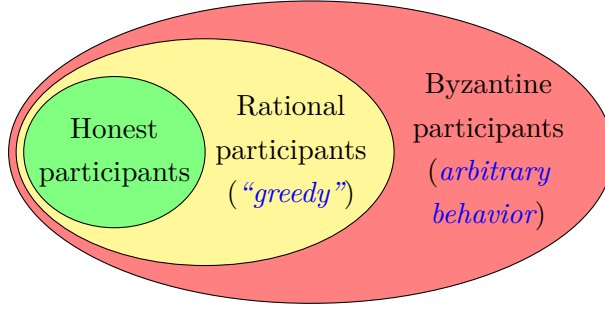 Honest
participants
Rational
participants
(“greedy”)
Byzantine
participants
(arbitrary
behavior)